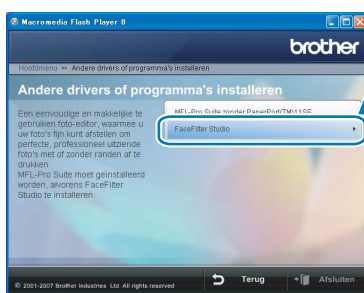 Macromedia Flash Player 8
brother
Hoofdmenu >> Andere drivers of programma's installeren
Andere drivers of programma's installeren
Een eenvoudige en makkelijke te
gebruiken foto-editor, waarmee u
uw foto's fijn kunt afstellen om
perfecte, professioneel uitziende
foto's met of zonder randen af te
drukken.
MFL-Pro Suite moet geïnstalleerd
worden, alvorens FaceFilter
Studio te installeren.
MFL-Pro Suite zonder PaperPort(TM)11SE
FaceFilter Studio
© 2001-2007 Brother Industries Ltd. All rights reserved
Terug
Afsluiten